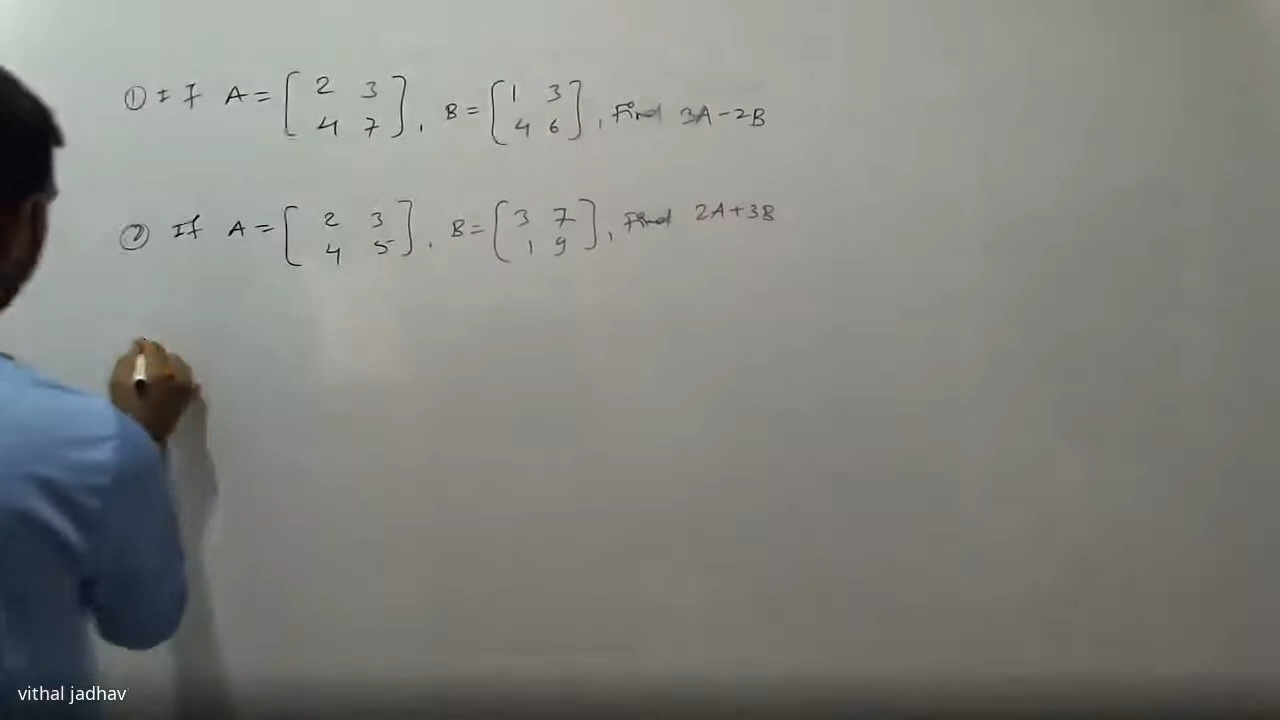 ① If A = [ 2 3
4 7 ], B = [ 1 3
4 6 ], Find 3A-2B
② If A = [ 2 3
4 5 ], B = [ 3 7
1 9 ], Find 2A+3B
vithal jadhav